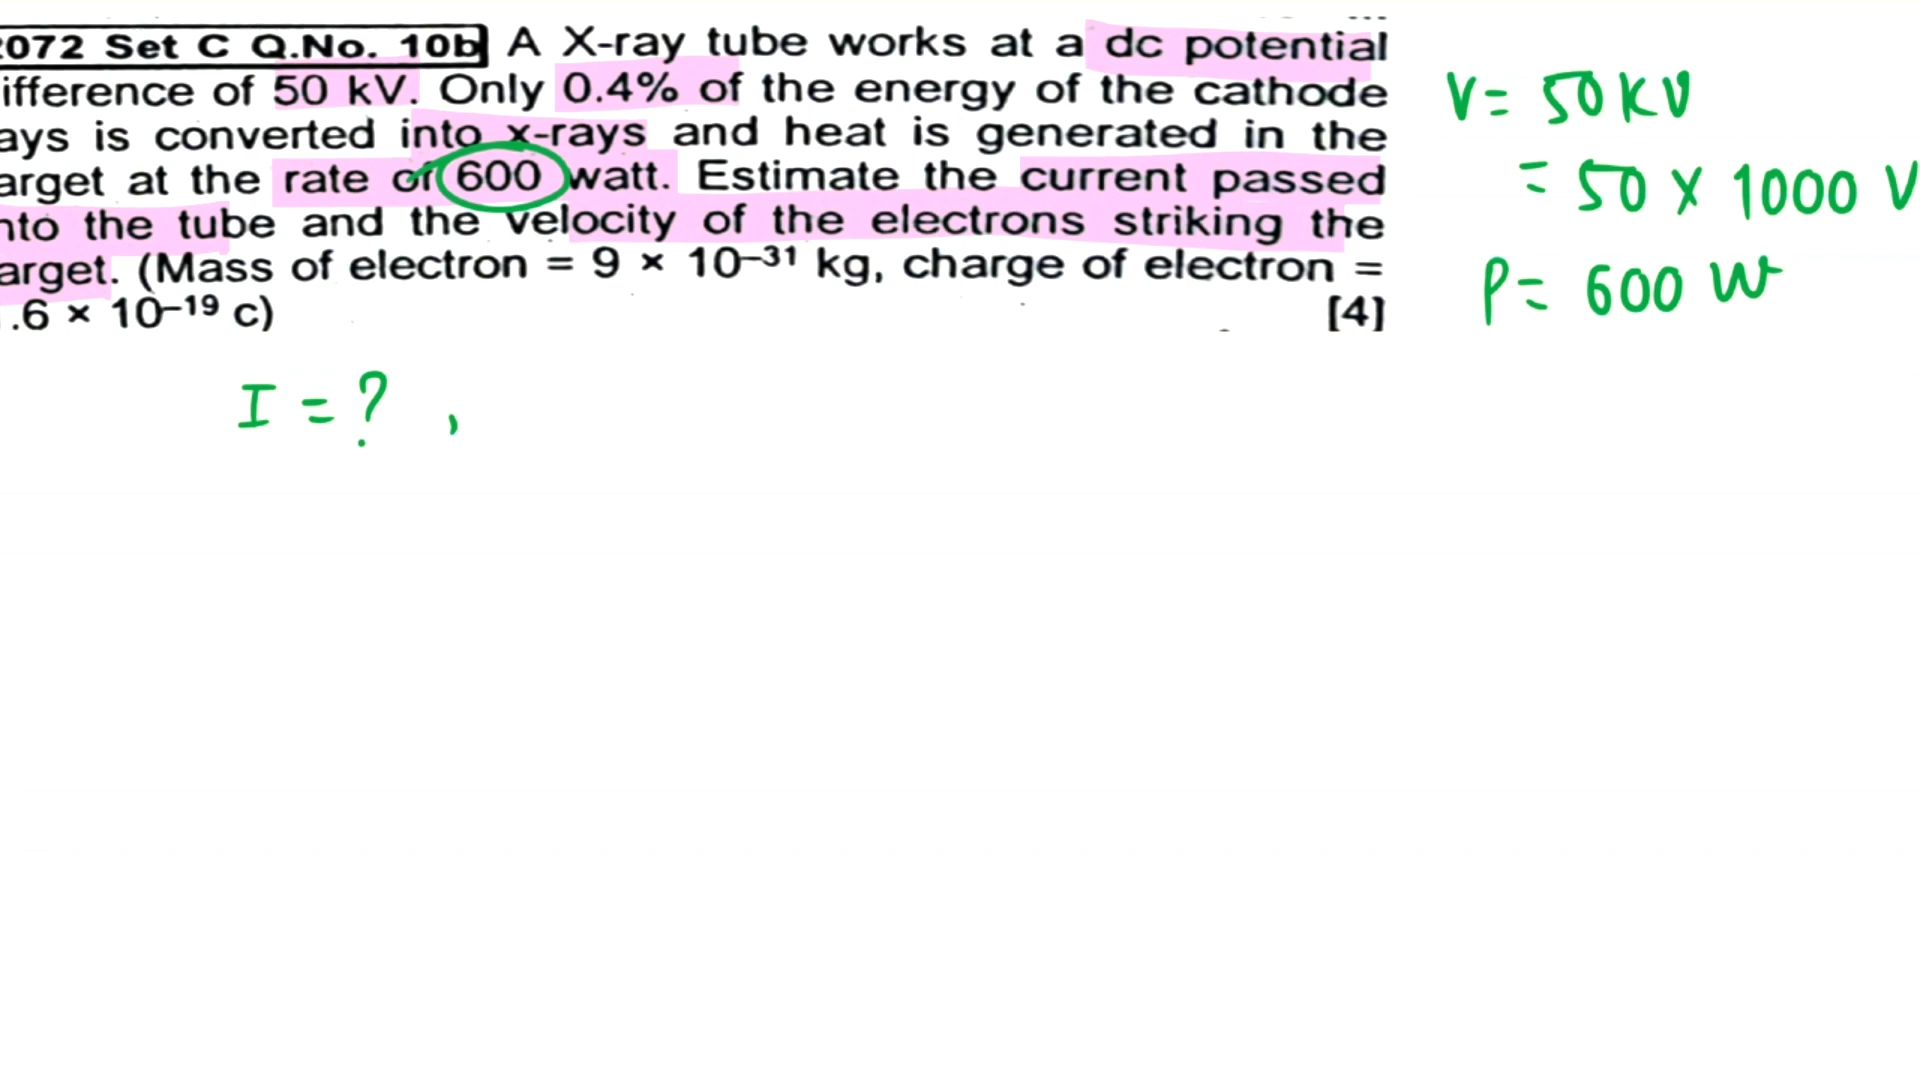 072 Set C Q.No. 10b A X-ray tube works at a dc potential
ifference of 50 kV. Only 0.4% of the energy of the cathode
ays is converted into x-rays and heat is generated in the
arget at the rate of 600 watt. Estimate the current passed
nto the tube and the velocity of the electrons striking the
arget. (Mass of electron = 9 × 10⁻³¹ kg, charge of electron =
.6 × 10⁻¹⁹ c) [4]
V = 50 KV
= 50 × 1000 V
P = 600 W
I = ? ,